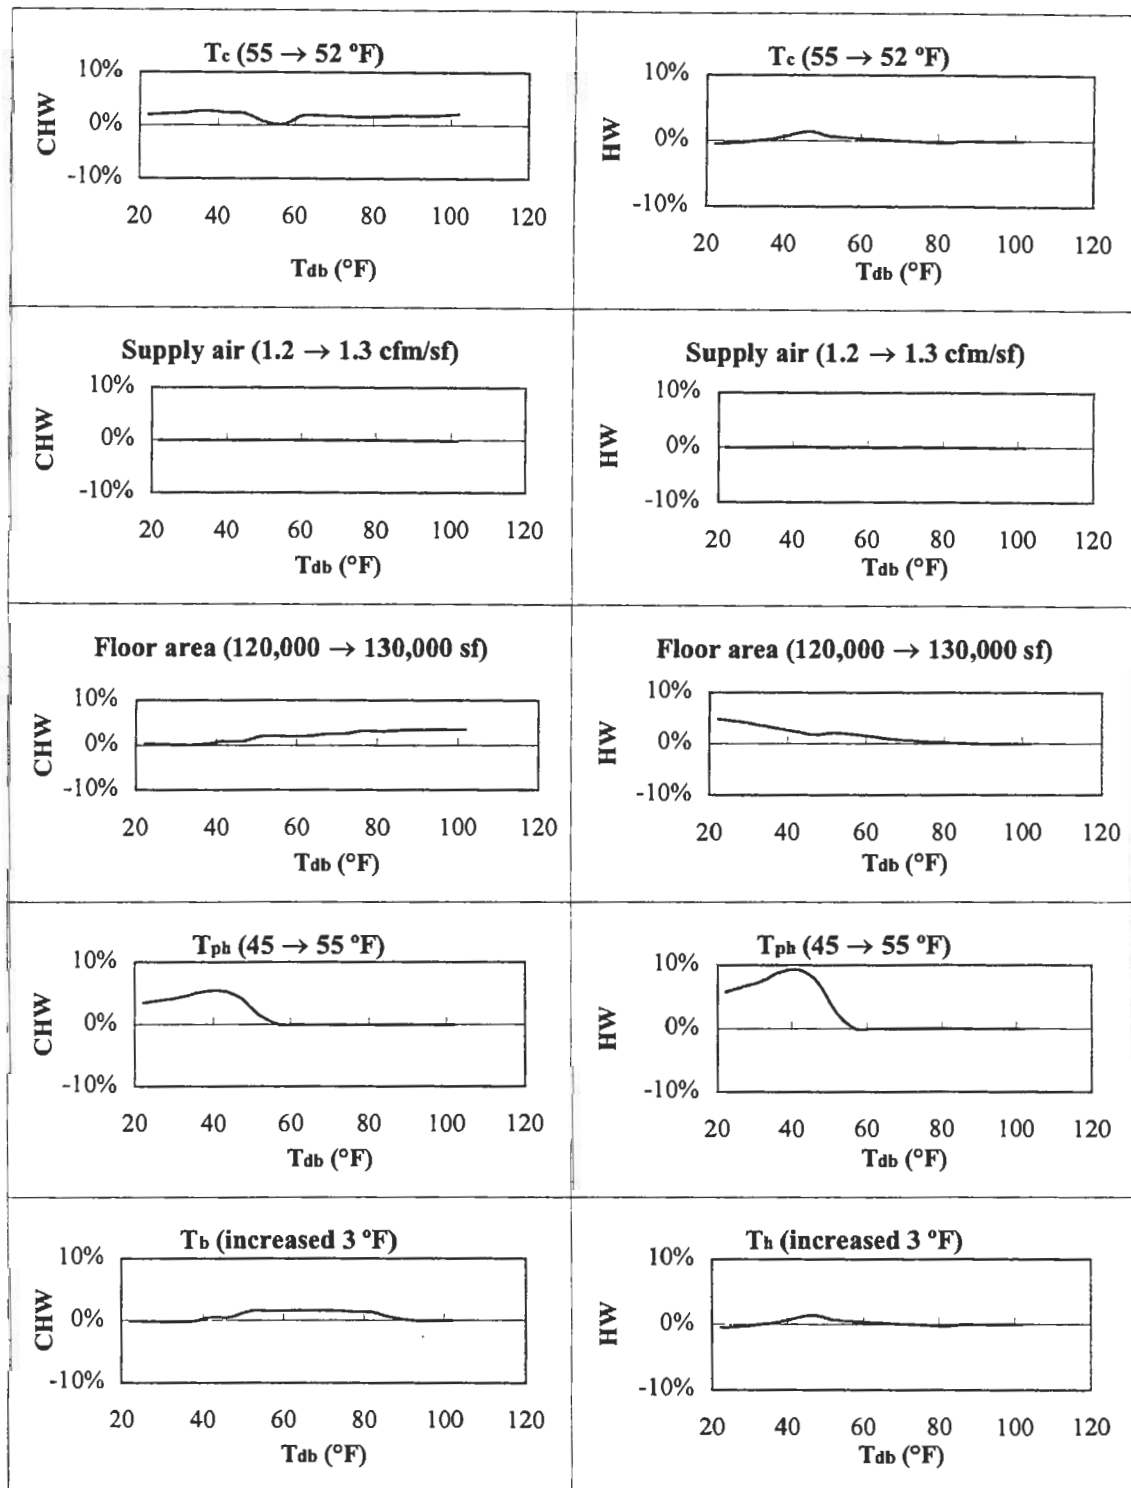 Tc (55 → 52 °F)
10%
0%
-10%
CHW
20 40 60 80 100 120
Tdb (°F)
Tc (55 → 52 °F)
10%
0%
-10%
HW
20 40 60 80 100 120
Tdb (°F)
Supply air (1.2 → 1.3 cfm/sf)
10%
0%
-10%
CHW
20 40 60 80 100 120
Tdb (°F)
Supply air (1.2 → 1.3 cfm/sf)
10%
0%
-10%
HW
20 40 60 80 100 120
Tdb (°F)
Floor area (120,000 → 130,000 sf)
10%
0%
-10%
CHW
20 40 60 80 100 120
Tdb (°F)
Floor area (120,000 → 130,000 sf)
10%
0%
-10%
HW
20 40 60 80 100 120
Tdb (°F)
Tph (45 → 55 °F)
10%
0%
-10%
CHW
20 40 60 80 100 120
Tdb (°F)
Tph (45 → 55 °F)
10%
0%
-10%
HW
20 40 60 80 100 120
Tdb (°F)
Tb (increased 3 °F)
10%
0%
-10%
CHW
20 40 60 80 100 120
Tdb (°F)
Th (increased 3 °F)
10%
0%
-10%
HW
20 40 60 80 100 120
Tdb (°F)